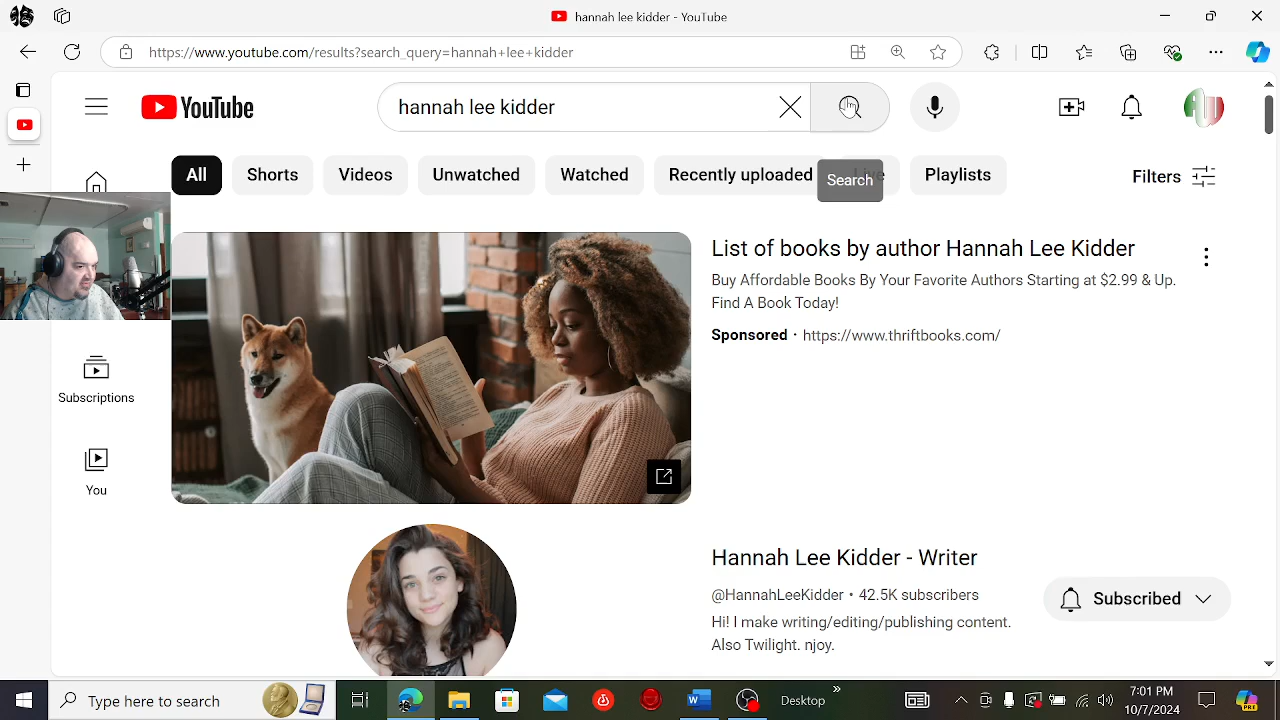 hannah lee kidder - YouTube
https://www.youtube.com/results?search_query=hannah+lee+kidder
YouTube
hannah lee kidder
All
Shorts
Videos
Unwatched
Watched
Recently uploaded
Live
Playlists
Filters
Search
List of books by author Hannah Lee Kidder
Buy Affordable Books By Your Favorite Authors Starting at $2.99 & Up.
Find A Book Today!
Sponsored · https://www.thriftbooks.com/
Subscriptions
You
Hannah Lee Kidder - Writer
@HannahLeeKidder • 42.5K subscribers
Hi! I make writing/editing/publishing content.
Also Twilight. njoy.
Subscribed
Type here to search
Desktop
7:01 PM
10/7/2024